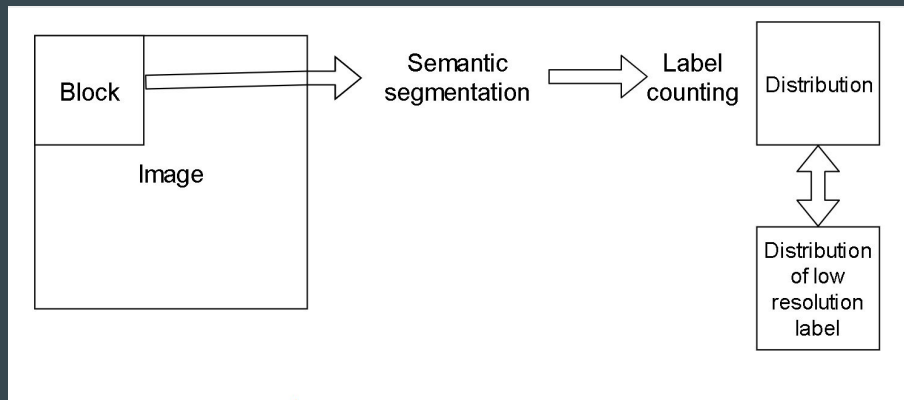 Block
Image
Semantic
segmentation
Label
counting
Distribution
Distribution
of low
resolution
label